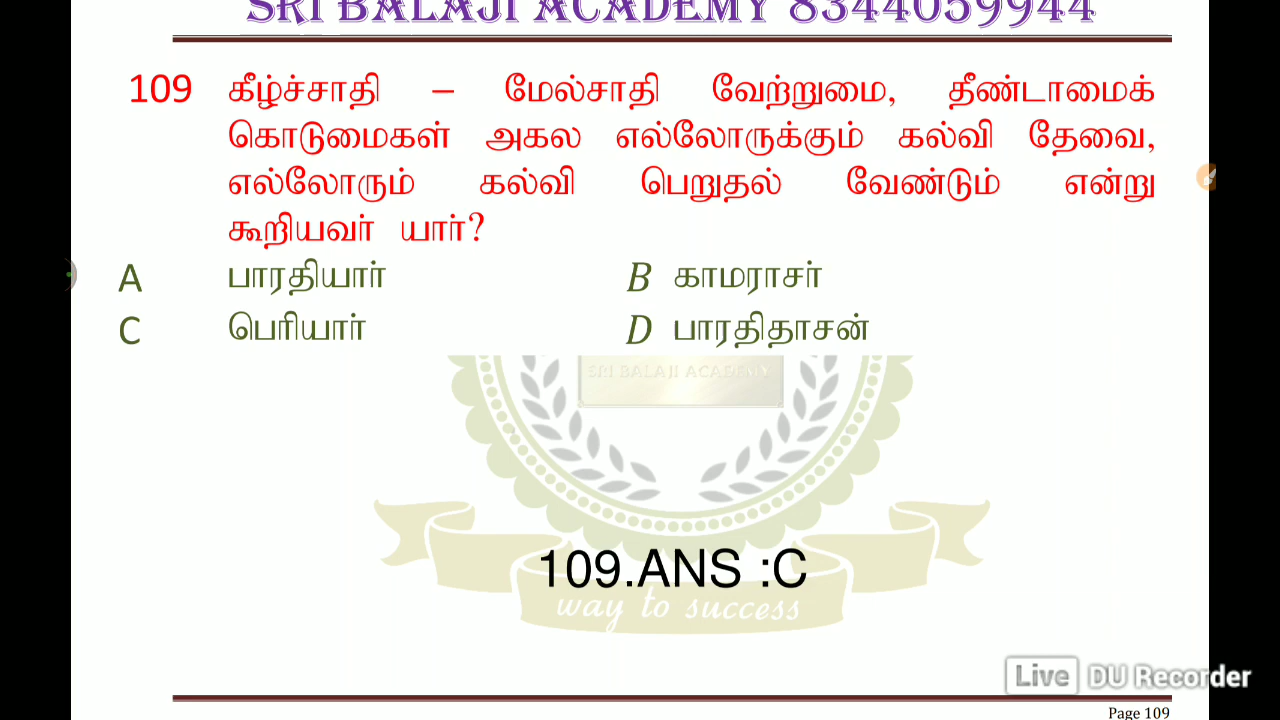 SRI BALAJI ACADEMY 8344059944
109 கீழ்ச்சாதி – மேல்சாதி வேற்றுமை, தீண்டாமைக்
கொடுமைகள் அகல எல்லோருக்கும் கல்வி தேவை,
எல்லோரும் கல்வி பெறுதல் வேண்டும் என்று
கூறியவர் யார்?
A பாரதியார் B காமராசர்
C பெரியார் D பாரதிதாசன்
SRI BALAJI ACADEMY
109.ANS :C
way to success
Live DU Recorder
Page 109